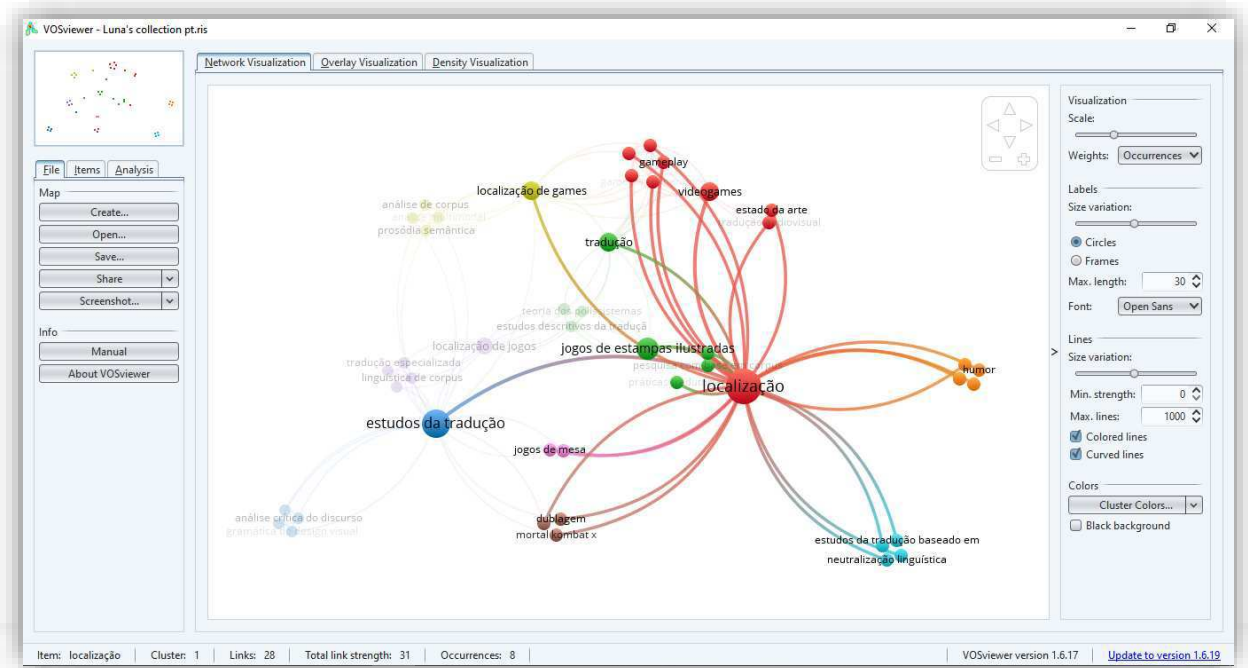 VOSviewer - Luna's collection pt.ris
Network Visualization
Overlay Visualization
Density Visualization
File
Items
Analysis
Map
Create...
Open...
Save...
Share
Screenshot...
Info
Manual
About VOSviewer
gameplay
localização de games
videogames
análise de corpus
estado da arte
prosódia semântica
tradução
teoria dos polissistemas
estudos descritivos da traduçã
localização de jogos
jogos de estampas ilustradas
tradução especializada
linguística de corpus
humor
localização
estudos da tradução
jogos de mesa
análise crítica do discurso
dublagem
mortal kombat x
estudos da tradução baseado em
neutralização linguística
Visualization
Scale:
Weights: Occurrences
Labels
Size variation:
Circles
Frames
Max. length: 30
Font: Open Sans
Lines
Size variation:
Min. strength: 0
Max. lines: 1000
Colored lines
Curved lines
Colors
Cluster Colors...
Black background
>
Item: localização
Cluster: 1
Links: 28
Total link strength: 31
Occurrences: 8
VOSviewer version 1.6.17
Update to version 1.6.19